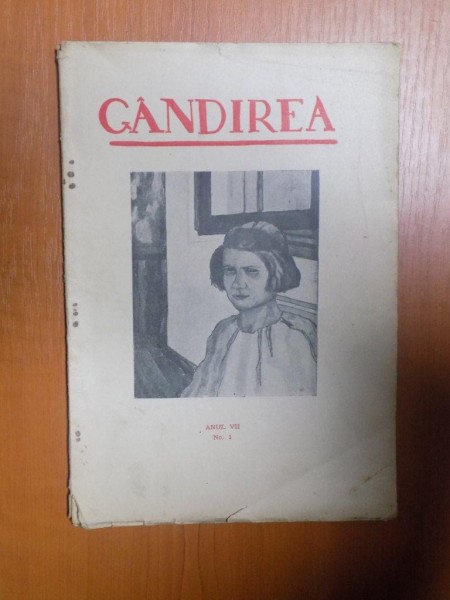 GÂNDIREA
ANUL VII
No. 1